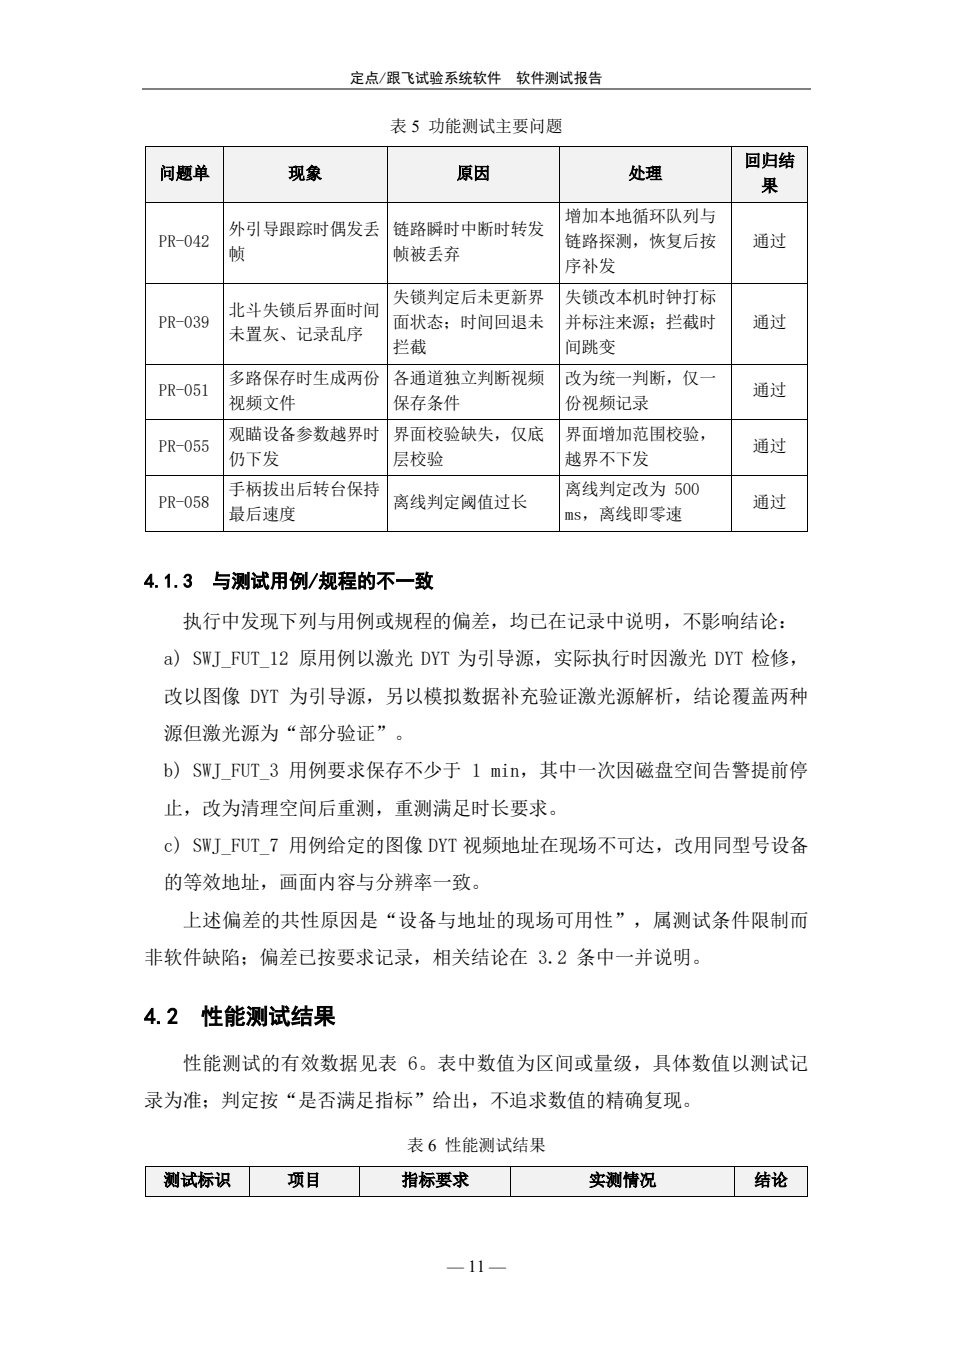 定点/跟飞试验系统软件　软件测试报告
表 5 功能测试主要问题
问题单 现象 原因 处理 回归结
果
PR-042 外引导跟踪时偶发丢
帧 链路瞬时中断时转发
帧被丢弃 增加本地循环队列与
链路探测，恢复后按
序补发 通过
PR-039 北斗失锁后界面时间
未置灰、记录乱序 失锁判定后未更新界
面状态；时间回退未
拦截 失锁改本机时钟打标
并标注来源；拦截时
间跳变 通过
PR-051 多路保存时生成两份
视频文件 各通道独立判断视频
保存条件 改为统一判断，仅一
份视频记录 通过
PR-055 观瞄设备参数越界时
仍下发 界面校验缺失，仅底
层校验 界面增加范围校验，
越界不下发 通过
PR-058 手柄拔出后转台保持
最后速度 离线判定阈值过长 离线判定改为 500
ms，离线即零速 通过
4.1.3　与测试用例/规程的不一致
执行中发现下列与用例或规程的偏差，均已在记录中说明，不影响结论：
a) SWJ_FUT_12 原用例以激光 DYT 为引导源，实际执行时因激光 DYT 检修，
改以图像 DYT 为引导源，另以模拟数据补充验证激光源解析，结论覆盖两种
源但激光源为“部分验证”。
b) SWJ_FUT_3 用例要求保存不少于 1 min，其中一次因磁盘空间告警提前停
止，改为清理空间后重测，重测满足时长要求。
c) SWJ_FUT_7 用例给定的图像 DYT 视频地址在现场不可达，改用同型号设备
的等效地址，画面内容与分辨率一致。
上述偏差的共性原因是“设备与地址的现场可用性”，属测试条件限制而
非软件缺陷；偏差已按要求记录，相关结论在 3.2 条中一并说明。
4.2　性能测试结果
性能测试的有效数据见表 6。表中数值为区间或量级，具体数值以测试记
录为准；判定按“是否满足指标”给出，不追求数值的精确复现。
表 6 性能测试结果
测试标识 项目 指标要求 实测情况 结论
— 11 —